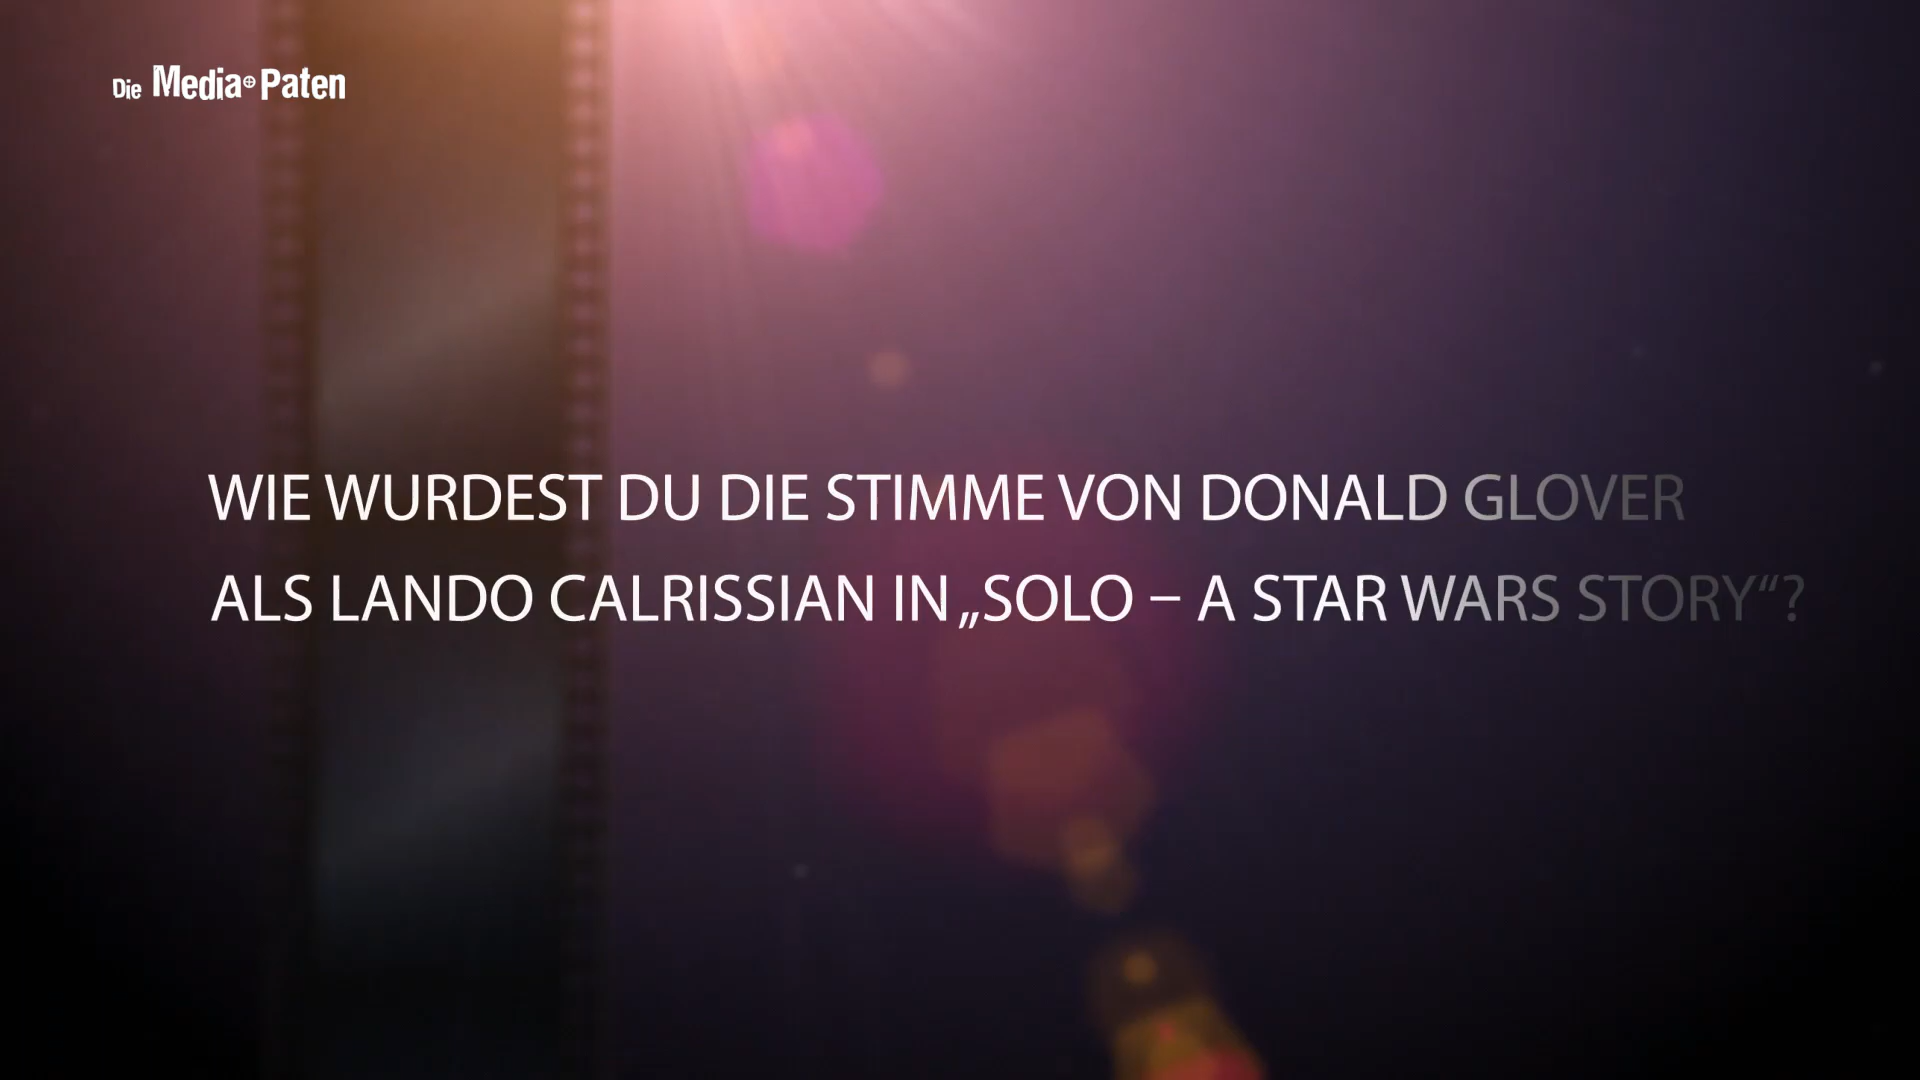 Die Media Paten
WIE WURDEST DU DIE STIMME VON DONALD GLOVER
ALS LANDO CALRISSIAN IN „SOLO – A STAR WARS STORY“?